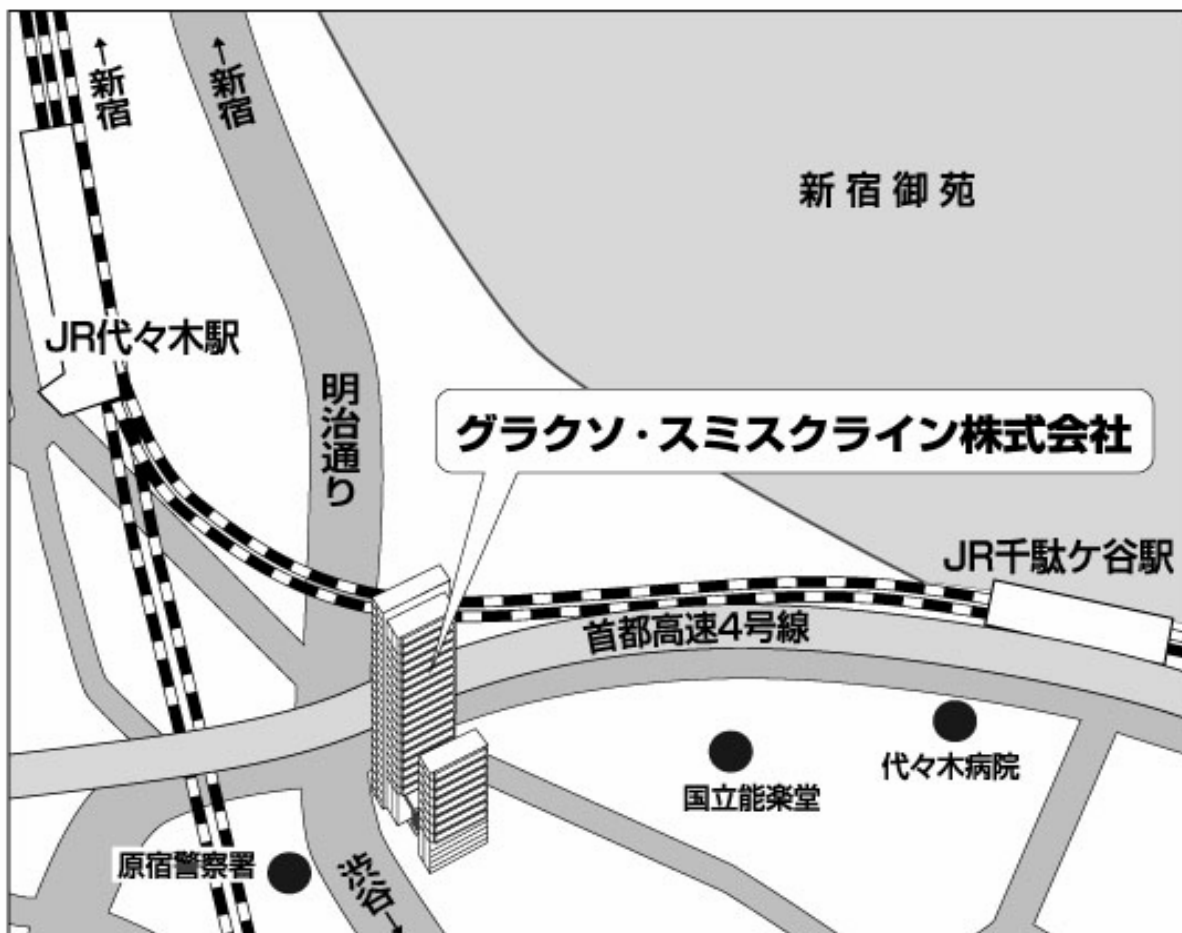 ↑新宿
↑新宿
新宿御苑
JR代々木駅
明治通り
グラクソ・スミスクライン株式会社
JR千駄ケ谷駅
首都高速4号線
代々木病院
国立能楽堂
原宿警察署
渋谷→